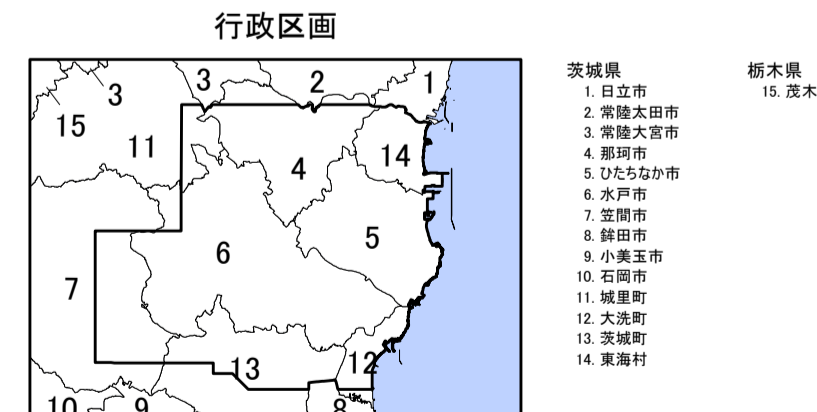 行政区画
3
2
1
3
15
11
4
14
5
6
7
12
13
10
9
8
茨城県
1. 日立市
2. 常陸太田市
3. 常陸大宮市
4. 那珂市
5. ひたちなか市
6. 水戸市
7. 笠間市
8. 鉾田市
9. 小美玉市
10. 石岡市
11. 城里町
12. 大洗町
13. 茨城町
14. 東海村
栃木県
15. 茂木